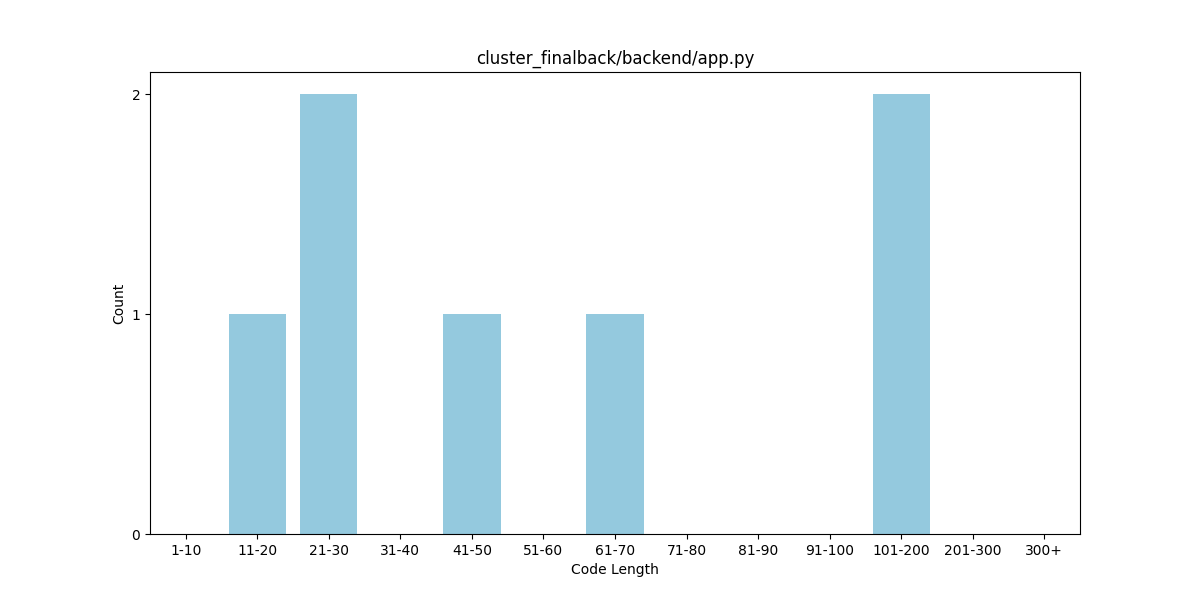 cluster_finalback/backend/app.py
2
1
0
Count
1-10 11-20 21-30 31-40 41-50 51-60 61-70 71-80 81-90 91-100 101-200 201-300 300+
Code Length